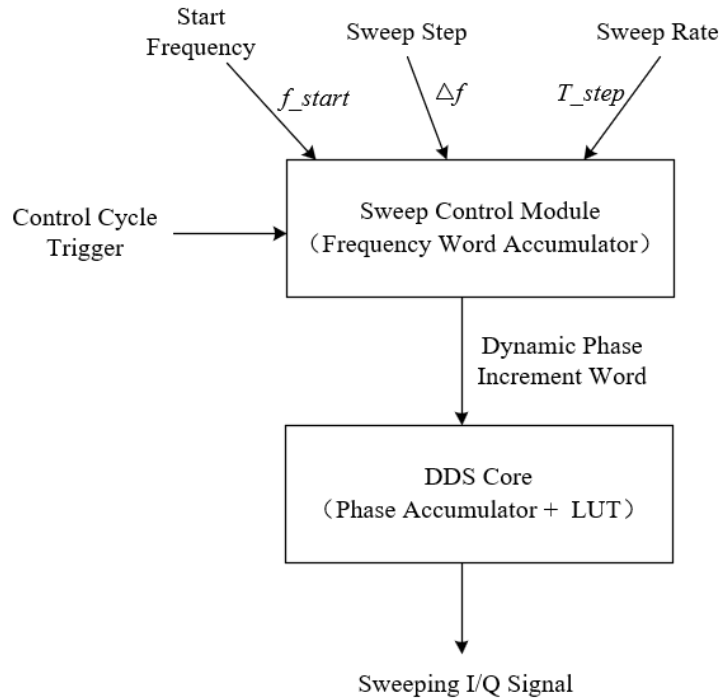 Start
Frequency
Sweep Step
Sweep Rate
f_start
△f
T_step
Control Cycle
Trigger
Sweep Control Module
（Frequency Word Accumulator）
Dynamic Phase
Increment Word
DDS Core
（Phase Accumulator + LUT）
Sweeping I/Q Signal